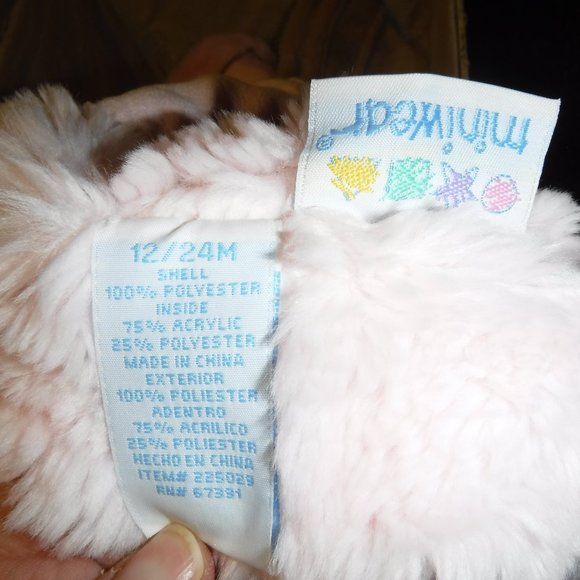 miniwear®
12/24M
SHELL
100% POLYESTER
INSIDE
75% ACRYLIC
25% POLYESTER
MADE IN CHINA
EXTERIOR
100% POLIESTER
ADENTRO
75% ACRILICO
25% POLIESTER
HECHO EN CHINA
ITEM# 225029
RN# 67391